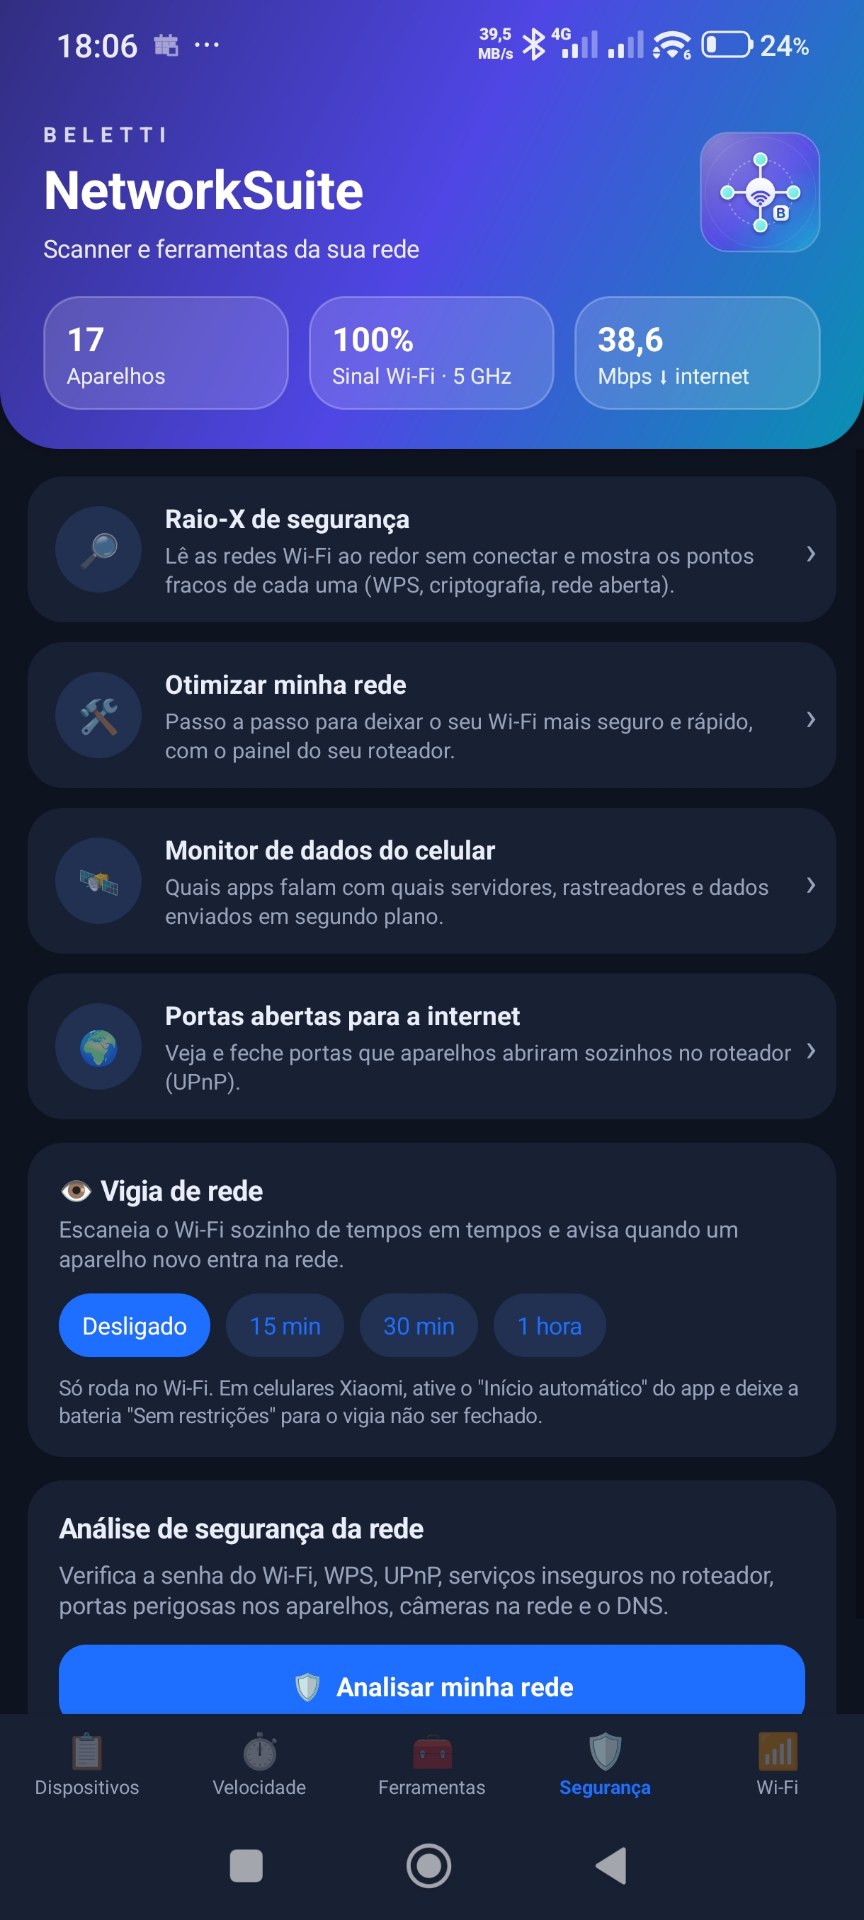 18:06
39,5
MB/s
4G
6
24%
BELETTI
NetworkSuite
Scanner e ferramentas da sua rede
B
17
Aparelhos
100%
Sinal Wi-Fi · 5 GHz
38,6
Mbps ↓ internet
Raio-X de segurança
Lê as redes Wi-Fi ao redor sem conectar e mostra os pontos
fracos de cada uma (WPS, criptografia, rede aberta).
Otimizar minha rede
Passo a passo para deixar o seu Wi-Fi mais seguro e rápido,
com o painel do seu roteador.
Monitor de dados do celular
Quais apps falam com quais servidores, rastreadores e dados
enviados em segundo plano.
Portas abertas para a internet
Veja e feche portas que aparelhos abriram sozinhos no roteador
(UPnP).
Vigia de rede
Escaneia o Wi-Fi sozinho de tempos em tempos e avisa quando um
aparelho novo entra na rede.
Desligado
15 min
30 min
1 hora
Só roda no Wi-Fi. Em celulares Xiaomi, ative o "Início automático" do app e deixe a
bateria "Sem restrições" para o vigia não ser fechado.
Análise de segurança da rede
Verifica a senha do Wi-Fi, WPS, UPnP, serviços inseguros no roteador,
portas perigosas nos aparelhos, câmeras na rede e o DNS.
Analisar minha rede
Dispositivos
Velocidade
Ferramentas
Segurança
Wi-Fi